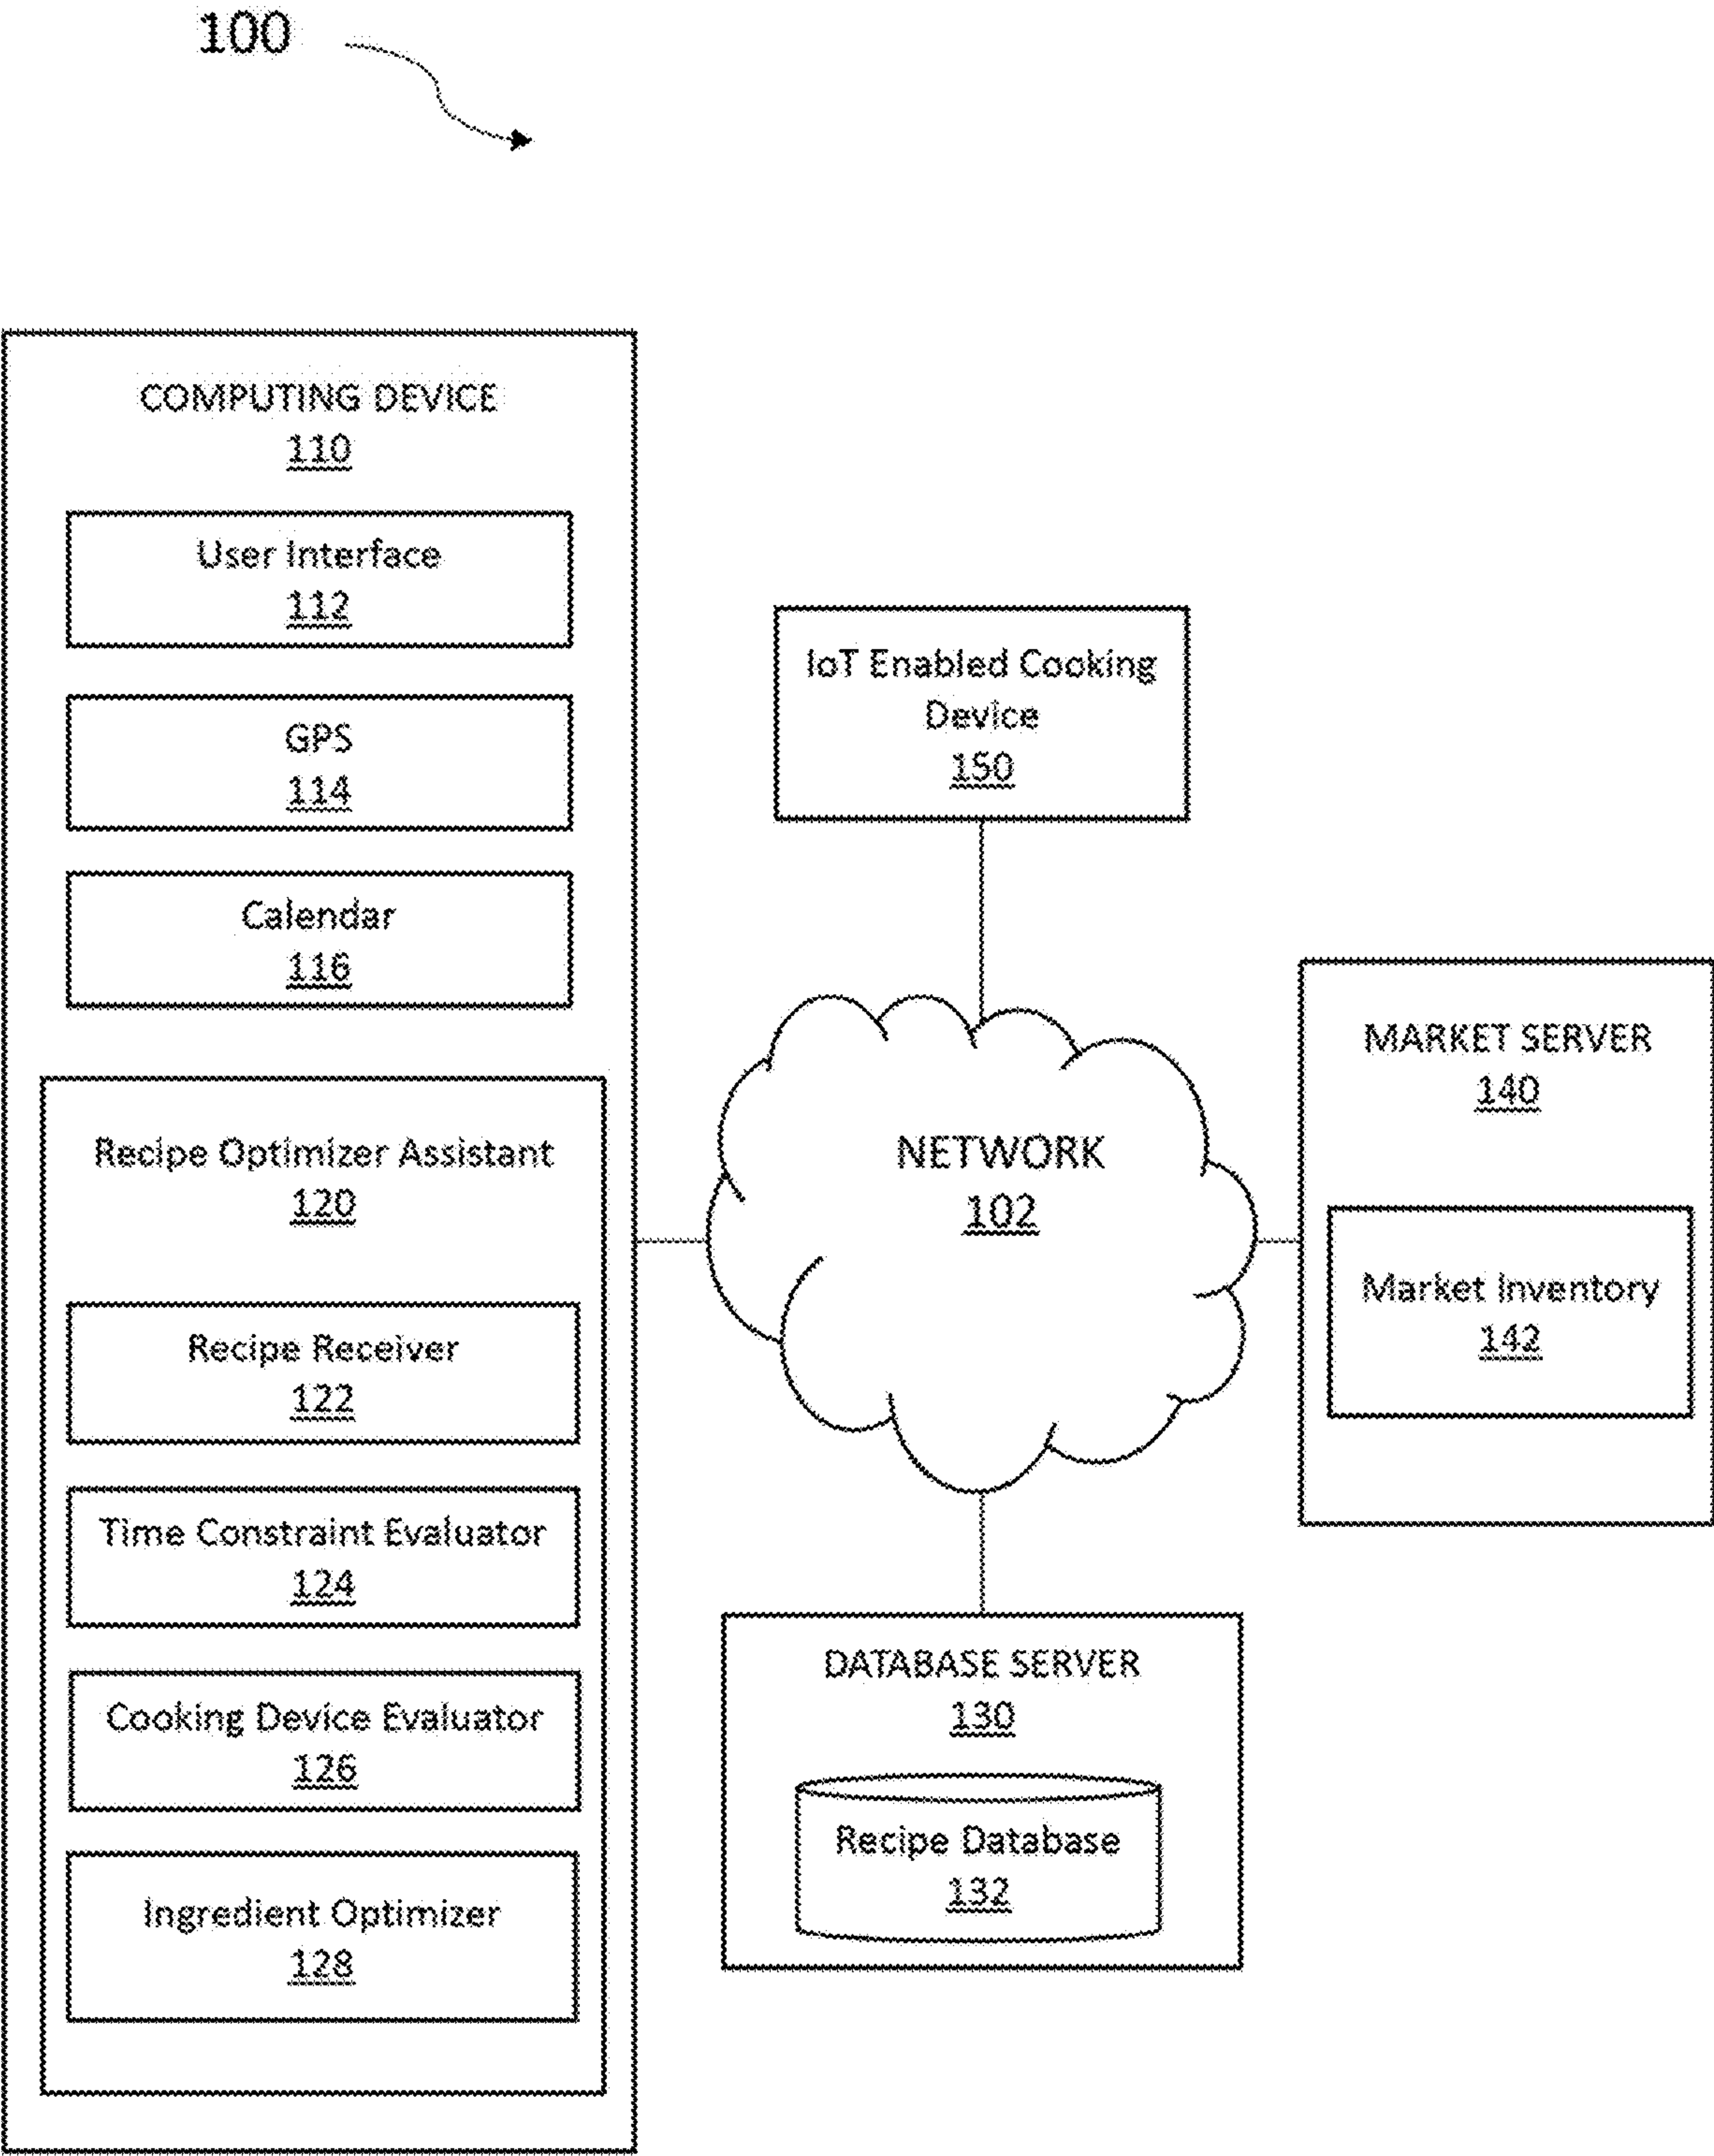 100
COMPUTING DEVICE
110
User Interface
112
GPS
114
Calendar
116
Recipe Optimizer Assistant
120
Recipe Receiver
122
Time Constraint Evaluator
124
Cooking Device Evaluator
126
Ingredient Optimizer
128
IoT Enabled Cooking
Device
150
NETWORK
102
MARKET SERVER
140
Market Inventory
142
DATABASE SERVER
130
Recipe Database
132